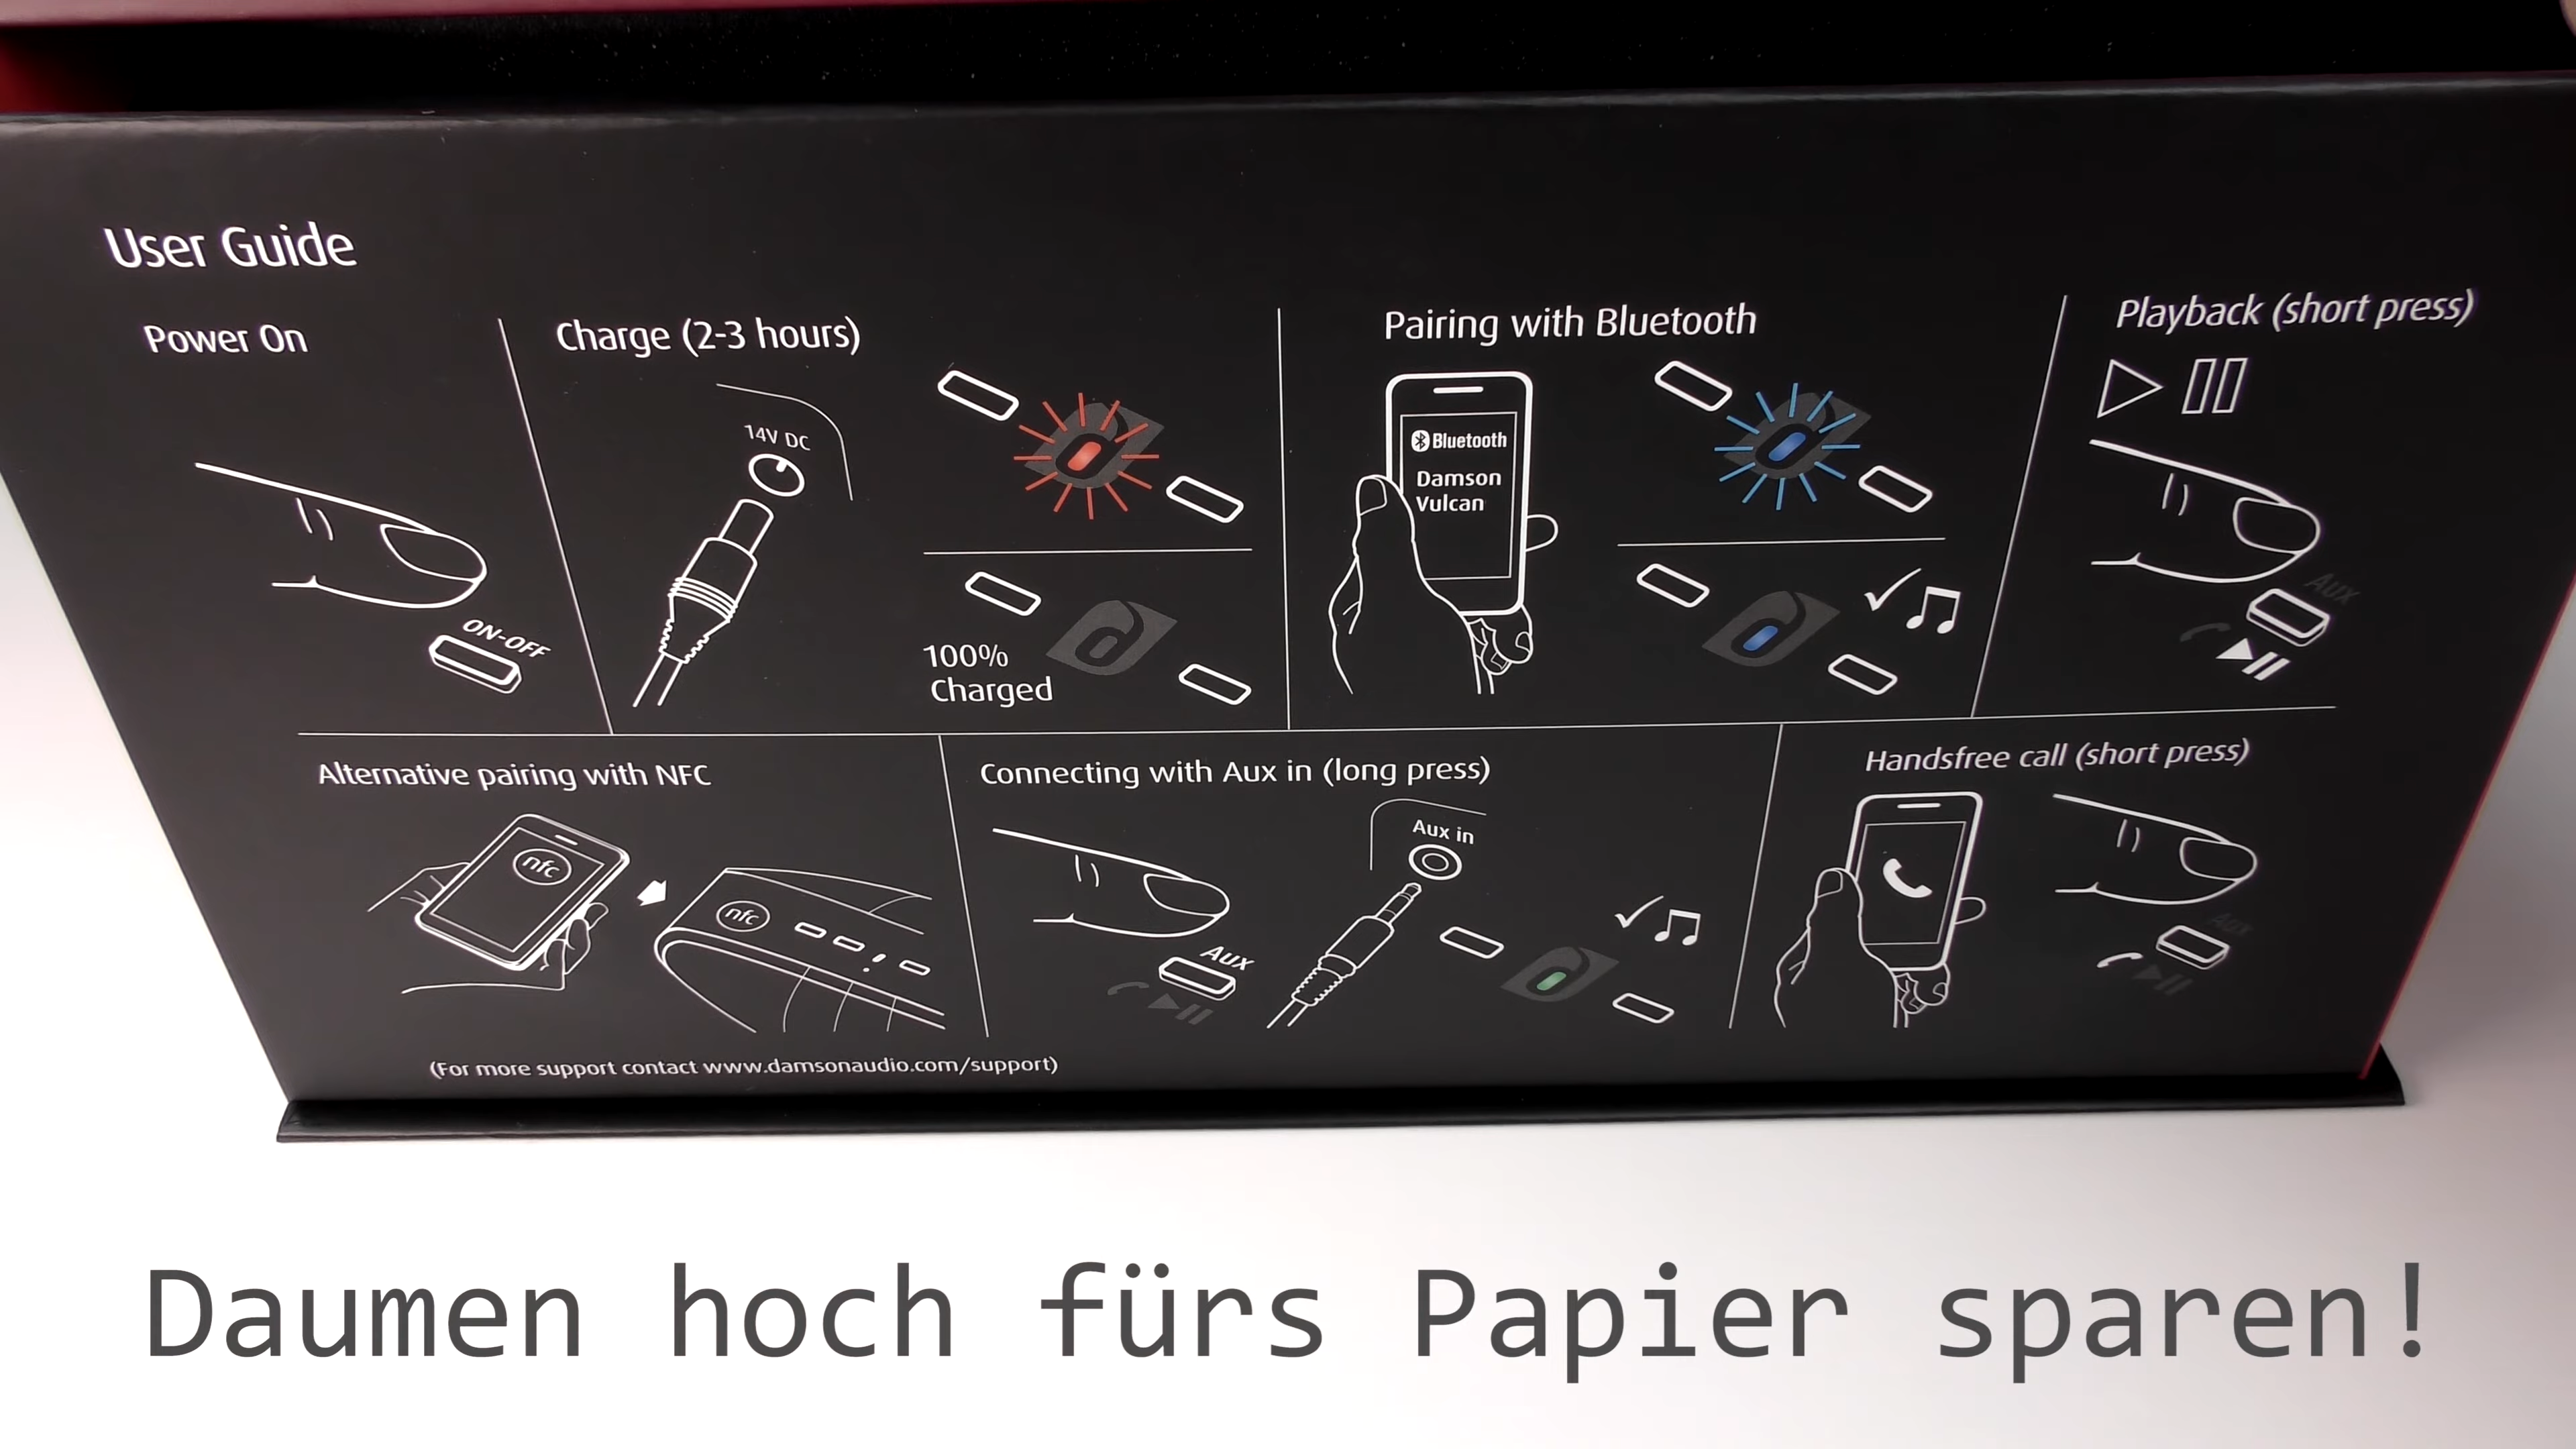 User Guide
Power On
ON-OFF
Charge (2-3 hours)
14V DC
100%
Charged
Pairing with Bluetooth
Bluetooth
Damson
Vulcan
Playback (short press)
AUX
Alternative pairing with NFC
nfc
nfc
Connecting with Aux in (long press)
AUX
Aux in
Handsfree call (short press)
AUX
(For more support contact www.damsonaudio.com/support)
Daumen hoch fürs Papier sparen!